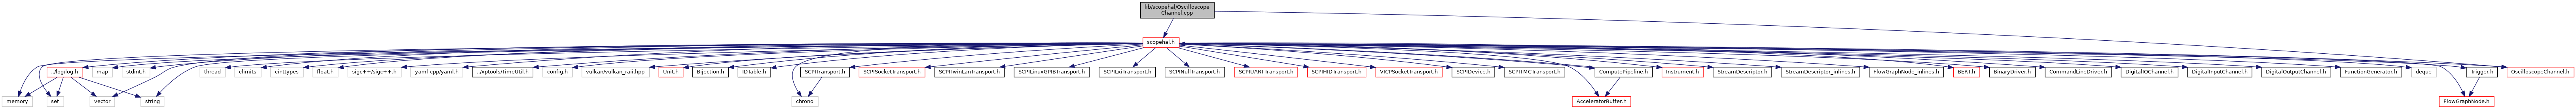 lib/scopehal/Oscilloscope
Channel.cpp
scopehal.h
../log/log.h
map
stdint.h
thread
climits
cinttypes
float.h
sigc++/sigc++.h
yaml-cpp/yaml.h
../xptools/TimeUtil.h
config.h
vulkan/vulkan_raii.hpp
Unit.h
Bijection.h
IDTable.h
SCPITransport.h
SCPISocketTransport.h
SCPITwinLanTransport.h
SCPILinuxGPIBTransport.h
SCPILxiTransport.h
SCPINullTransport.h
SCPIUARTTransport.h
SCPIHIDTransport.h
VICPSocketTransport.h
SCPIDevice.h
SCPITMCTransport.h
ComputePipeline.h
Instrument.h
StreamDescriptor.h
StreamDescriptor_inlines.h
FlowGraphNode_inlines.h
BERT.h
BinaryDriver.h
CommandLineDriver.h
DigitalIOChannel.h
DigitalInputChannel.h
DigitalOutputChannel.h
FunctionGenerator.h
deque
Trigger.h
OscilloscopeChannel.h
memory
set
vector
string
chrono
AcceleratorBuffer.h
FlowGraphNode.h